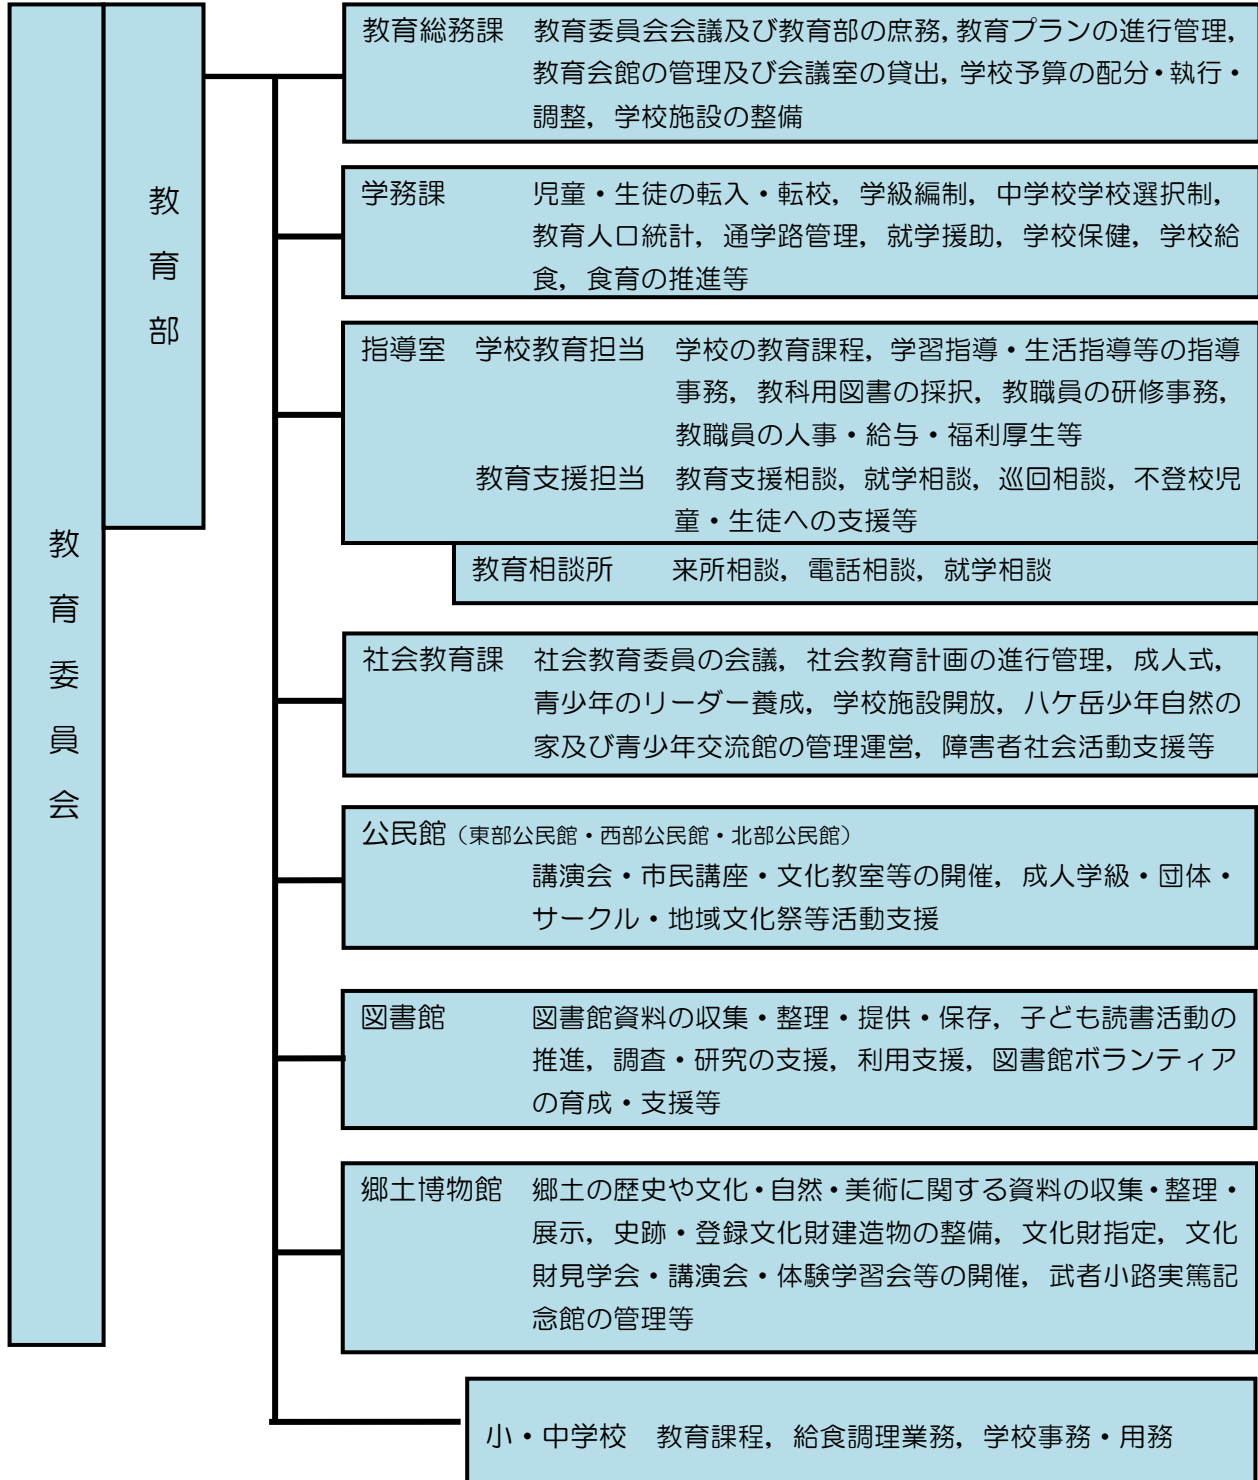 教育委員会
教育部
教育総務課 教育委員会会議及び教育部の庶務，教育プランの進行管理，
教育会館の管理及び会議室の貸出，学校予算の配分・執行・
調整，学校施設の整備
学務課 児童・生徒の転入・転校，学級編制，中学校学校選択制，
教育人口統計，通学路管理，就学援助，学校保健，学校給
食，食育の推進等
指導室 学校教育担当 学校の教育課程，学習指導・生活指導等の指導
事務，教科用図書の採択，教職員の研修事務，
教職員の人事・給与・福利厚生等
教育支援担当 教育支援相談，就学相談，巡回相談，不登校児
童・生徒への支援等
教育相談所 来所相談，電話相談，就学相談
社会教育課 社会教育委員の会議，社会教育計画の進行管理，成人式，
青少年のリーダー養成，学校施設開放，八ケ岳少年自然の
家及び青少年交流館の管理運営，障害者社会活動支援等
公民館（東部公民館・西部公民館・北部公民館）
講演会・市民講座・文化教室等の開催，成人学級・団体・
サークル・地域文化祭等活動支援
図書館 図書館資料の収集・整理・提供・保存，子ども読書活動の
推進，調査・研究の支援，利用支援，図書館ボランティア
の育成・支援等
郷土博物館 郷土の歴史や文化・自然・美術に関する資料の収集・整理・
展示，史跡・登録文化財建造物の整備，文化財指定，文化
財見学会・講演会・体験学習会等の開催，武者小路実篤記
念館の管理等
小・中学校 教育課程，給食調理業務，学校事務・用務